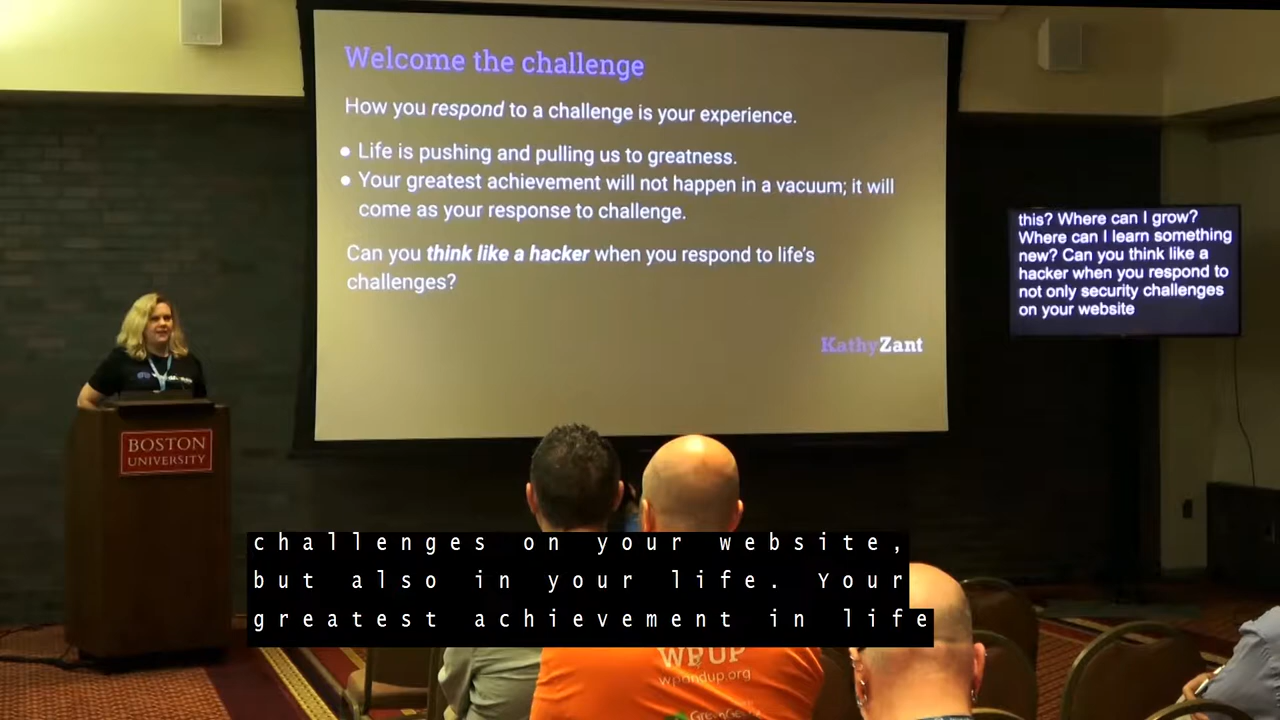 Welcome the challenge
How you respond to a challenge is your experience.
● Life is pushing and pulling us to greatness.
● Your greatest achievement will not happen in a vacuum; it will
come as your response to challenge.
Can you think like a hacker when you respond to life's
challenges?
KathyZant
this? Where can I grow?
Where can I learn something
new? Can you think like a
hacker when you respond to
not only security challenges
on your website
BOSTON
UNIVERSITY
challenges on your website,
but also in your life. Your
greatest achievement in life
WP UP
wpandup.org